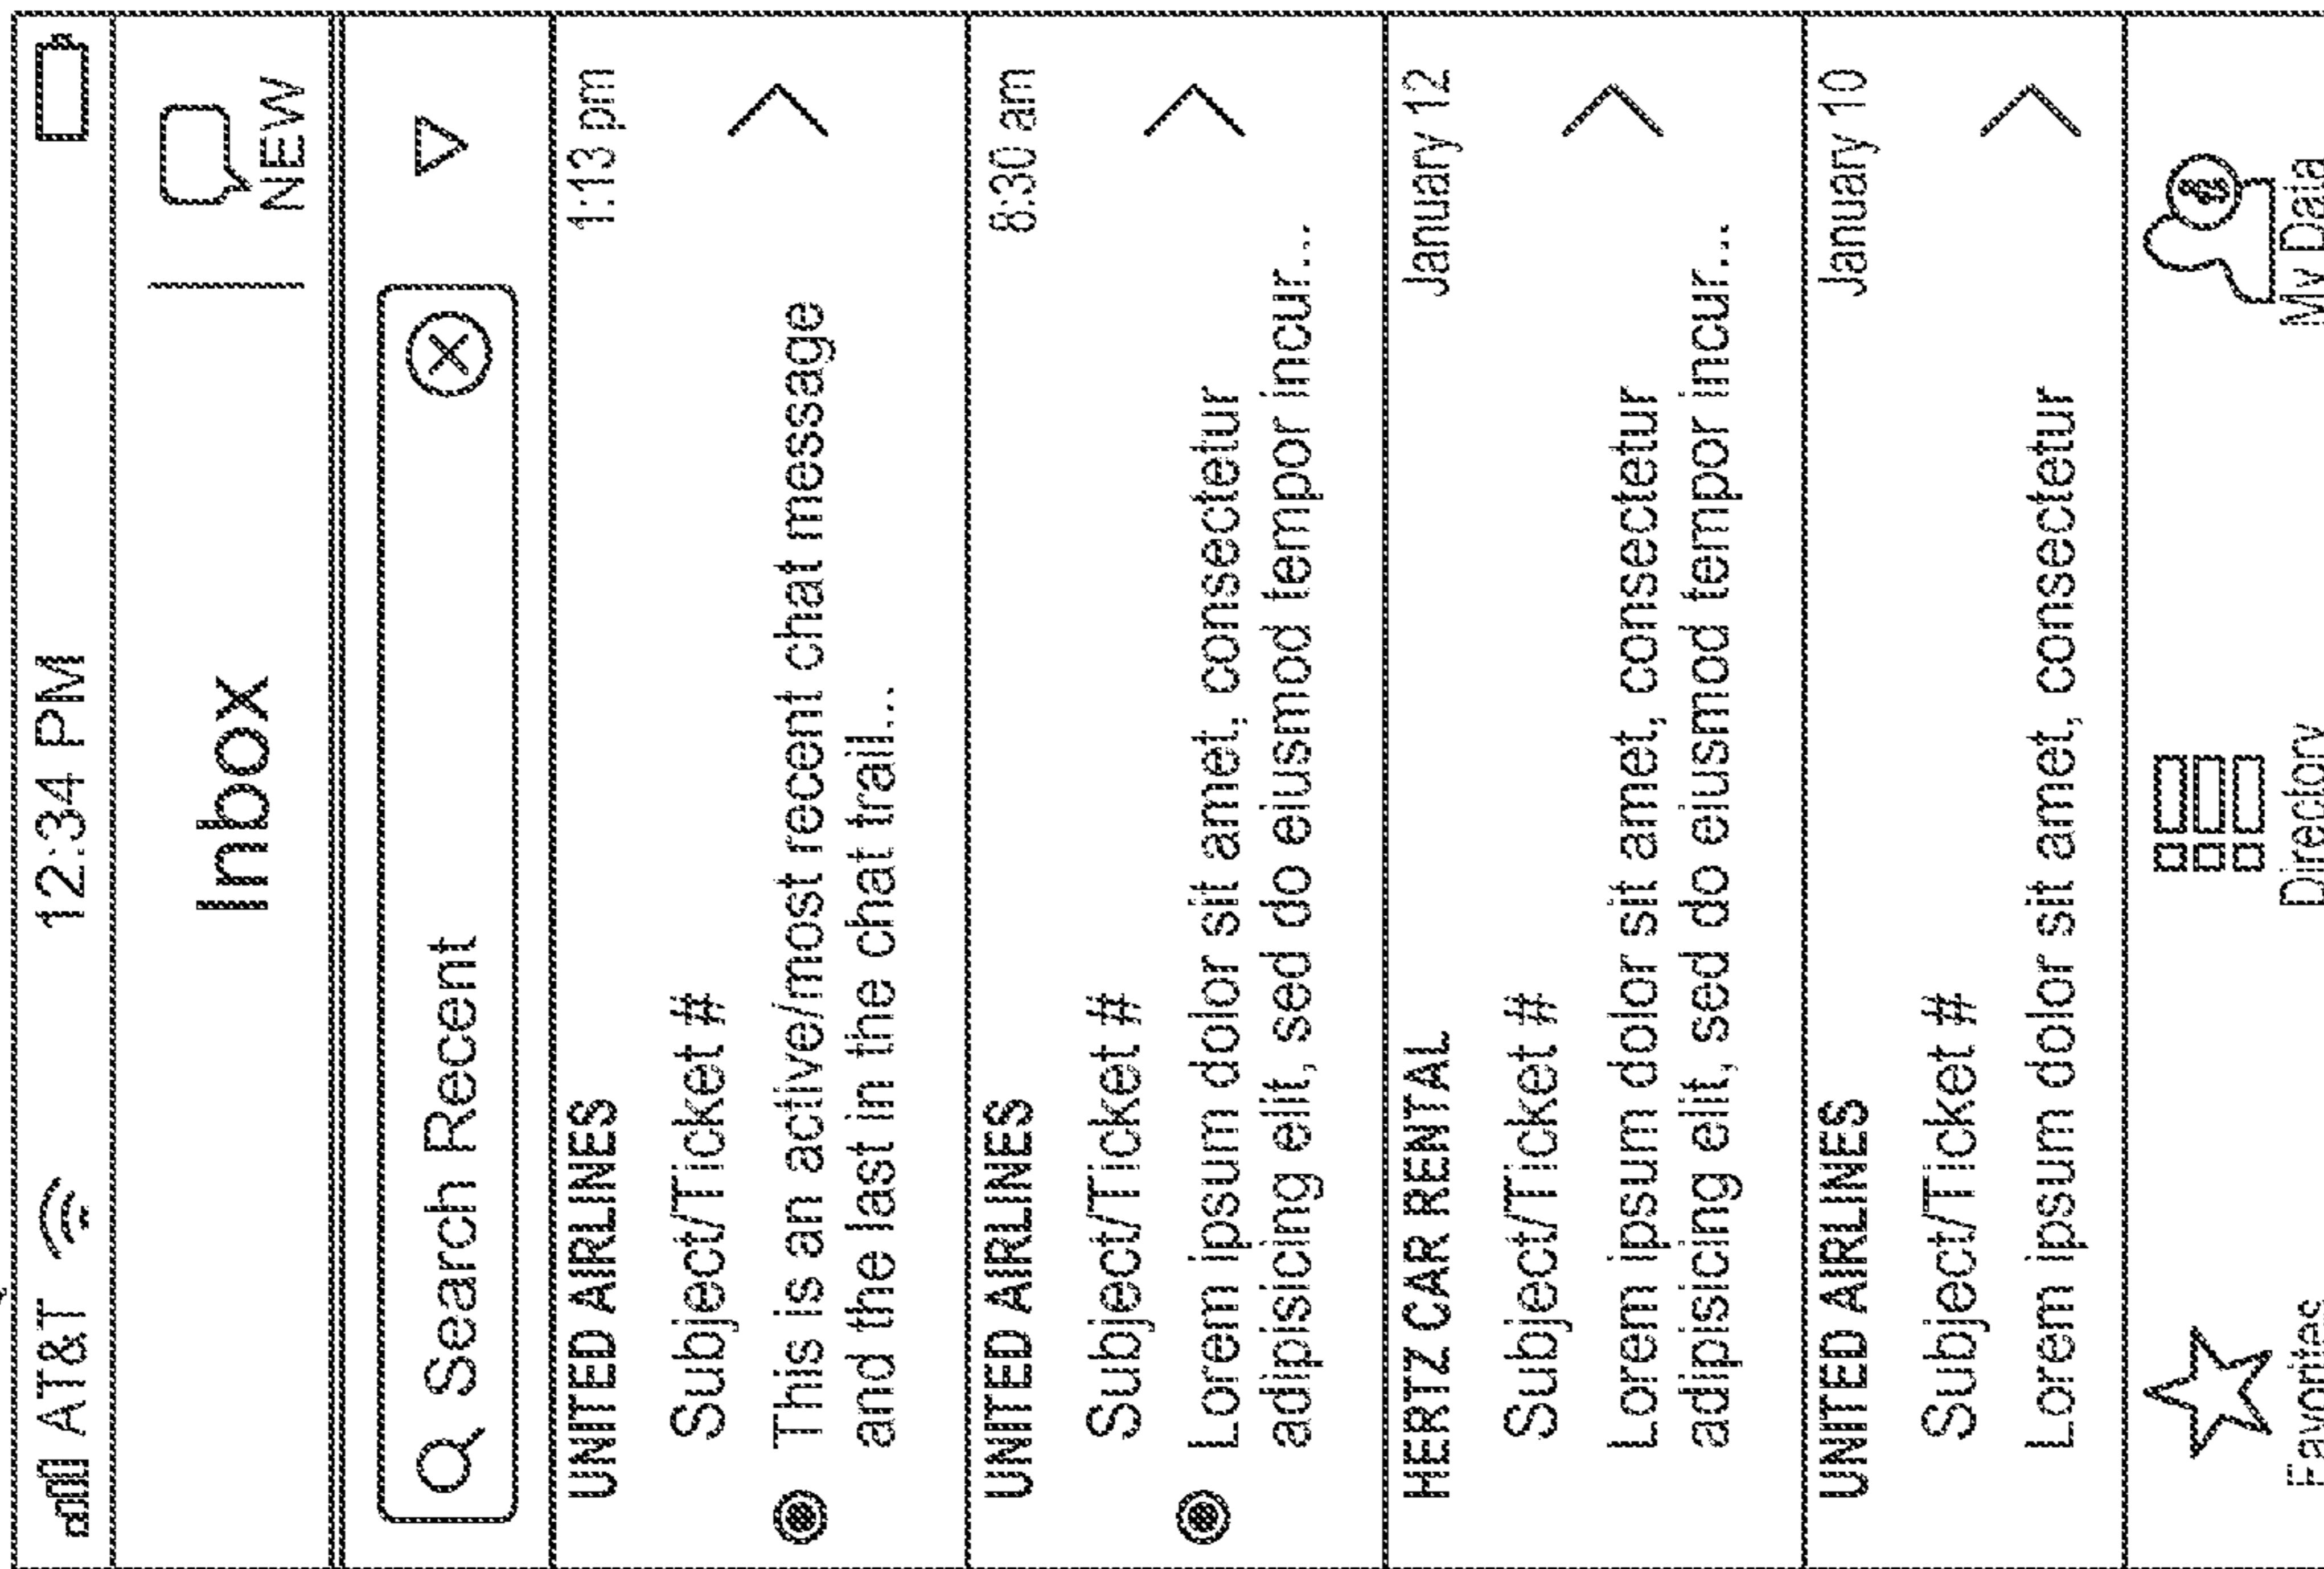 AT&T 12:34 PM
Inbox
NEW
Search Recent
UNITED AIRLINES 1:13 pm
Subject/Ticket #
This is an active/most recent chat message
and the last in the chat trail...
UNITED AIRLINES 8:30 am
Subject/Ticket #
Lorem ipsum dolor sit amet, consectetur
adipisicing elit, sed do eiusmod tempor incur...
HERTZ CAR RENTAL January 12
Subject/Ticket #
Lorem ipsum dolor sit amet, consectetur
adipisicing elit, sed do eiusmod tempor incur...
UNITED AIRLINES January 10
Subject/Ticket #
Lorem ipsum dolor sit amet, consectetur
Favorites Directory My Data